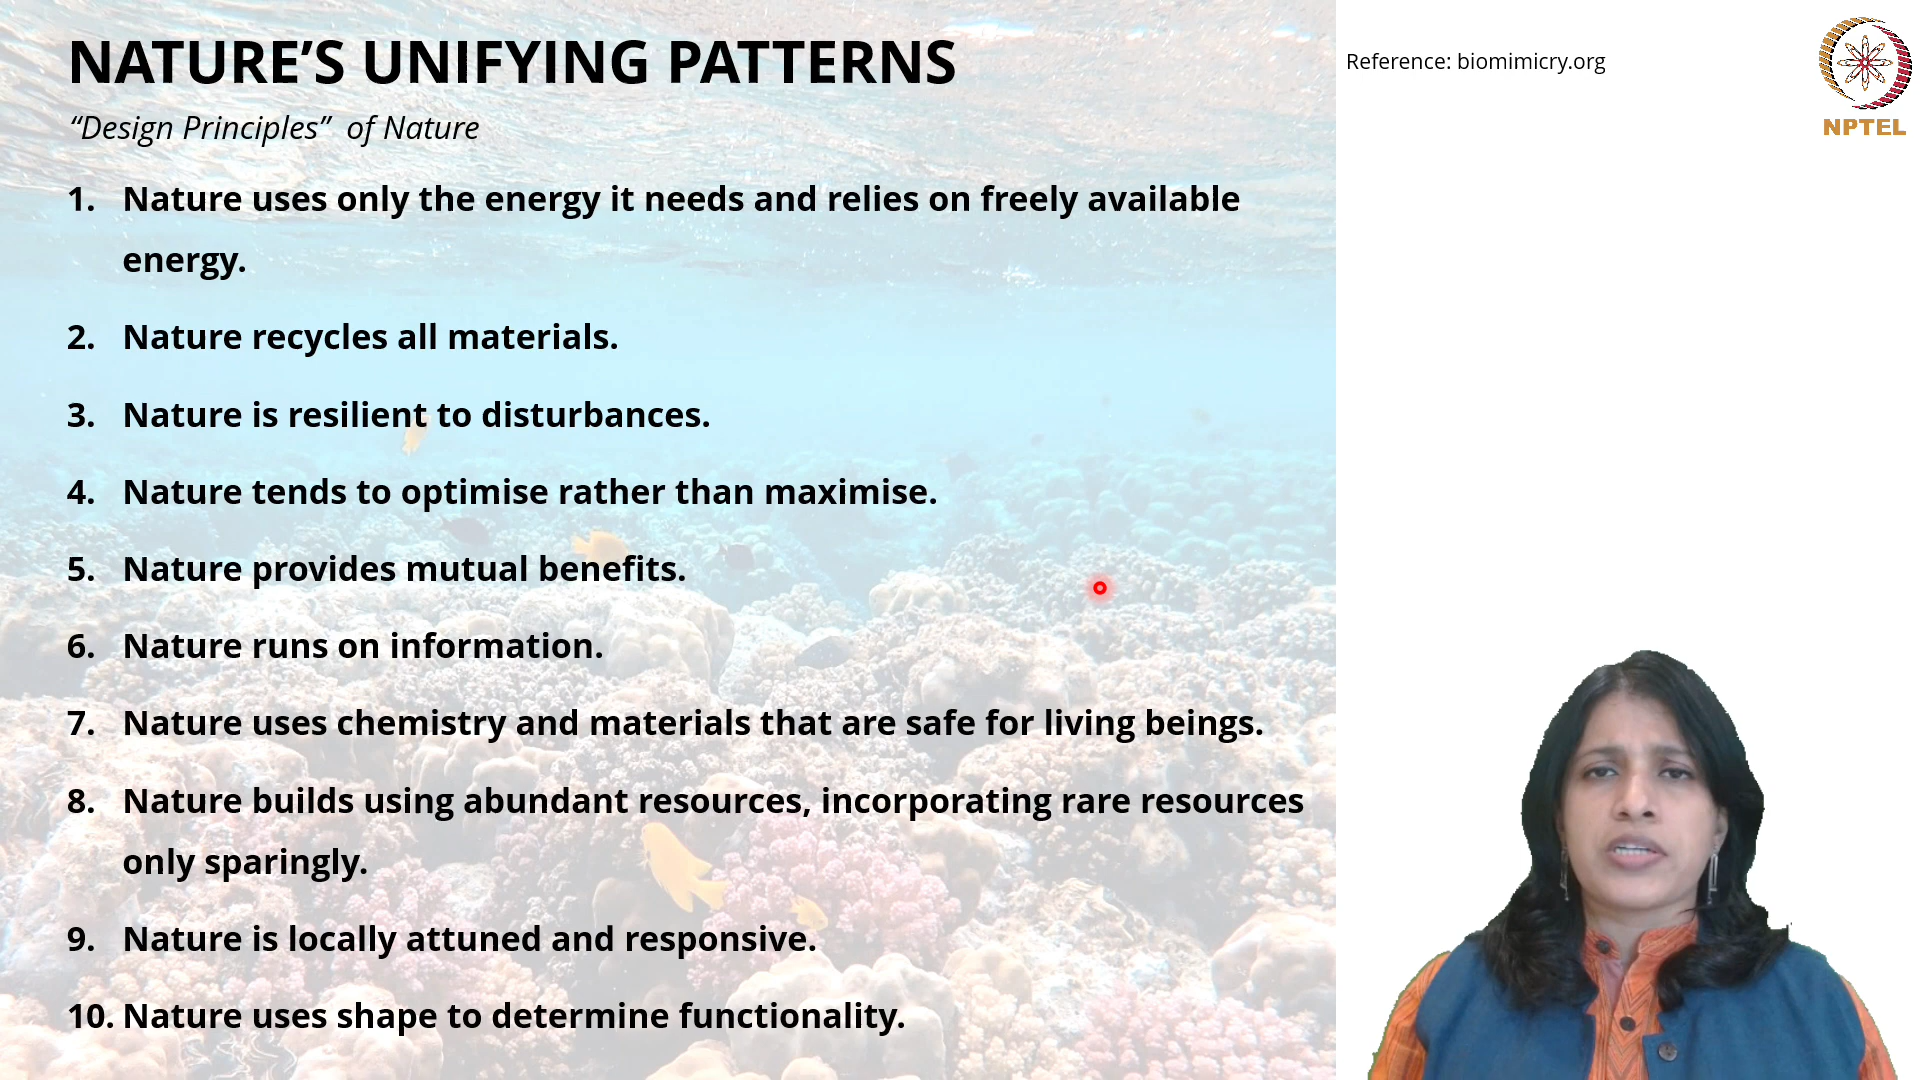 NATURE’S UNIFYING PATTERNS
“Design Principles” of Nature
1. Nature uses only the energy it needs and relies on freely available
energy.
2. Nature recycles all materials.
3. Nature is resilient to disturbances.
4. Nature tends to optimise rather than maximise.
5. Nature provides mutual benefits.
6. Nature runs on information.
7. Nature uses chemistry and materials that are safe for living beings.
8. Nature builds using abundant resources, incorporating rare resources
only sparingly.
9. Nature is locally attuned and responsive.
10. Nature uses shape to determine functionality.
Reference: biomimicry.org
NPTEL